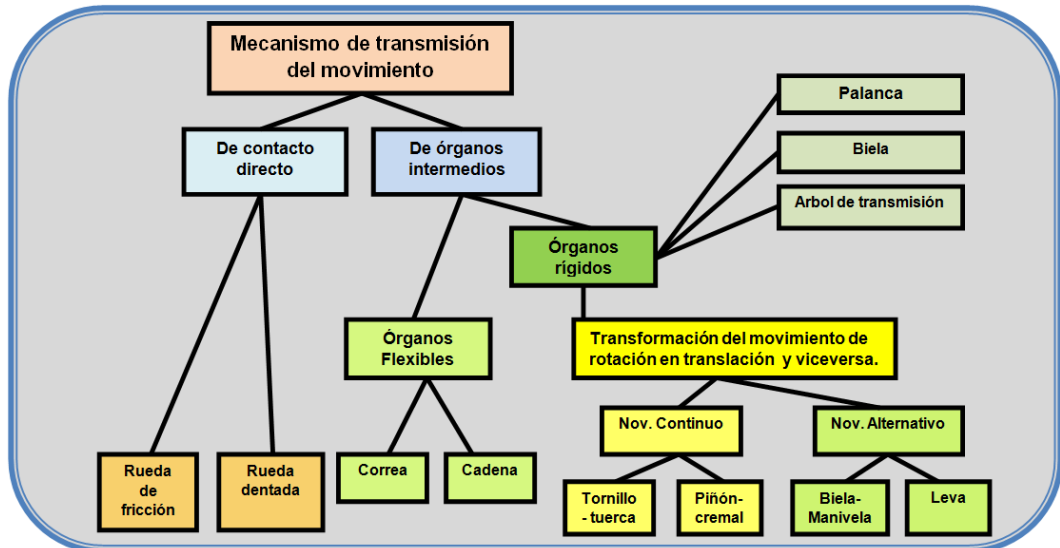 Mecanismo de transmisión
del movimiento
Palanca
De contacto
directo
De órganos
intermedios
Biela
Arbol de transmisión
Órganos
rígidos
Órganos
Flexibles
Transformación del movimiento de
rotación en translación y viceversa.
Nov. Continuo
Nov. Alternativo
Rueda
de
fricción
Rueda
dentada
Correa
Cadena
Tornillo
- tuerca
Piñón-
cremal
Biela-
Manivela
Leva